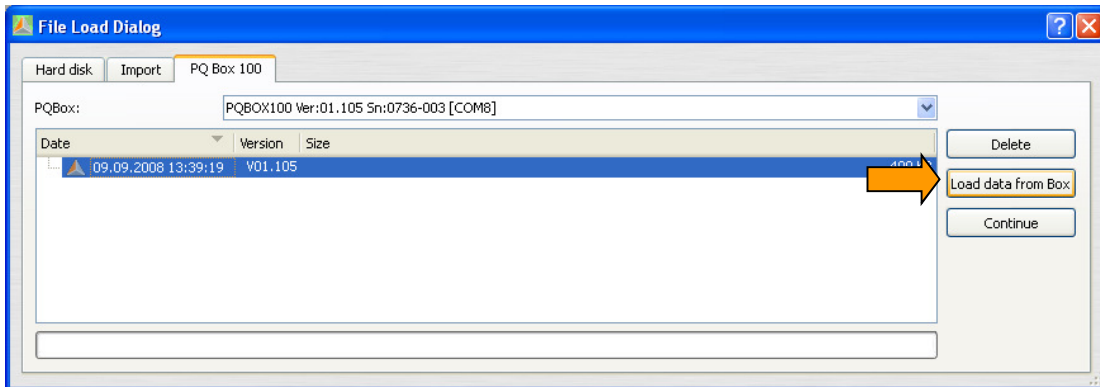 File Load Dialog
Hard disk Import PQ Box 100
PQBox: PQBOX100 Ver:01.105 Sn:0736-003 [COM8]
Date Version Size
09.09.2008 13:39:19 V01.105
Delete
Load data from Box
Continue